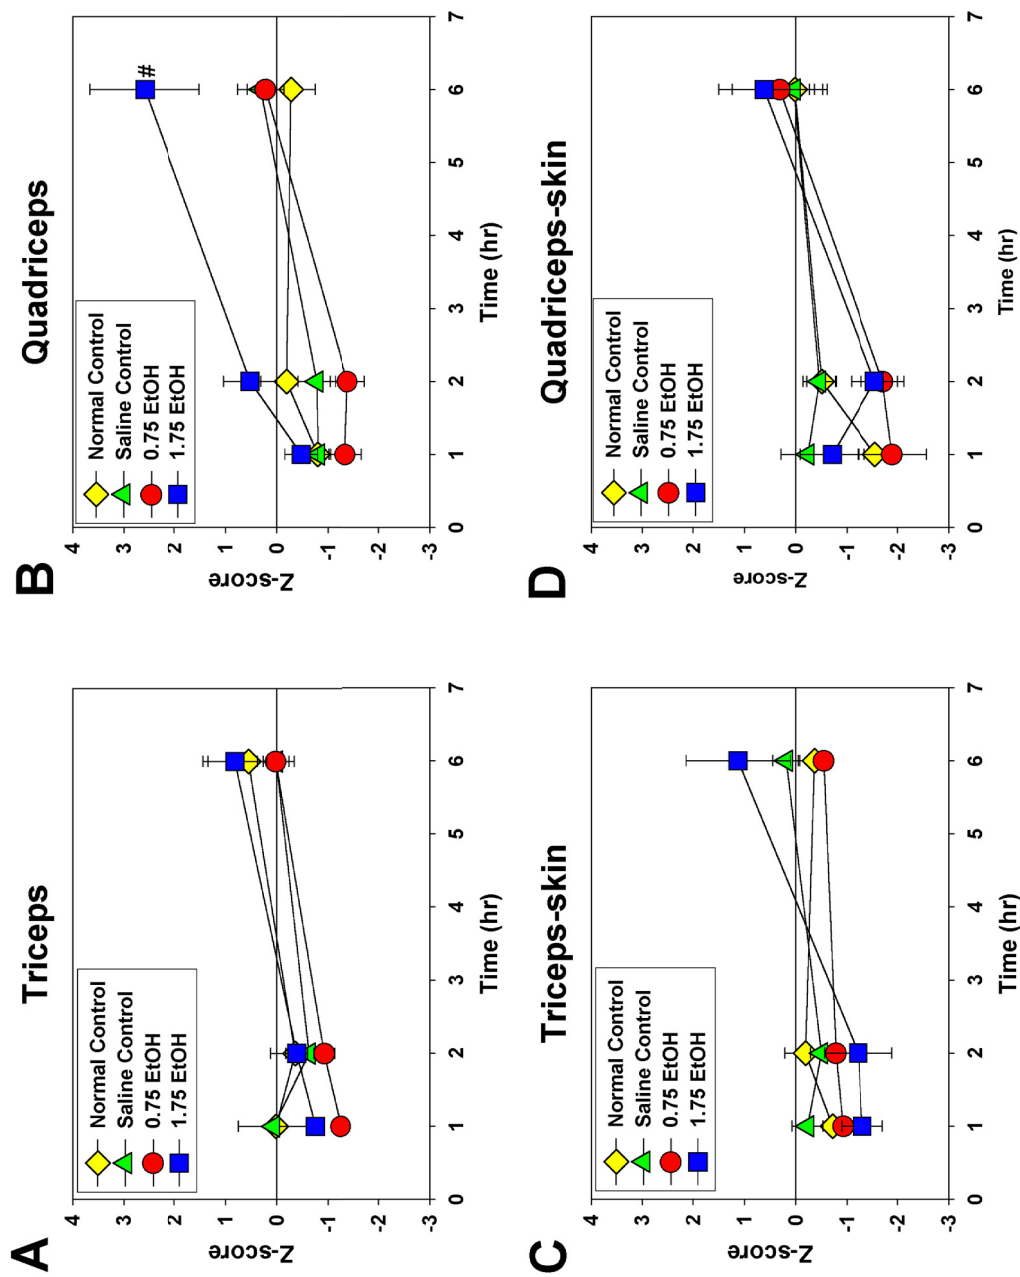 A
Triceps
Z-score
4
3
2
1
0
-1
-2
-3
Normal Control
Saline Control
0.75 EtOH
1.75 EtOH
0 1 2 3 4 5 6 7
Time (hr)
B
Quadriceps
Z-score
4
3
2
1
0
-1
-2
-3
Normal Control
Saline Control
0.75 EtOH
1.75 EtOH
#
0 1 2 3 4 5 6 7
Time (hr)
C
Triceps-skin
Z-score
4
3
2
1
0
-1
-2
-3
Normal Control
Saline Control
0.75 EtOH
1.75 EtOH
0 1 2 3 4 5 6 7
Time (hr)
D
Quadriceps-skin
Z-score
4
3
2
1
0
-1
-2
-3
Normal Control
Saline Control
0.75 EtOH
1.75 EtOH
0 1 2 3 4 5 6 7
Time (hr)